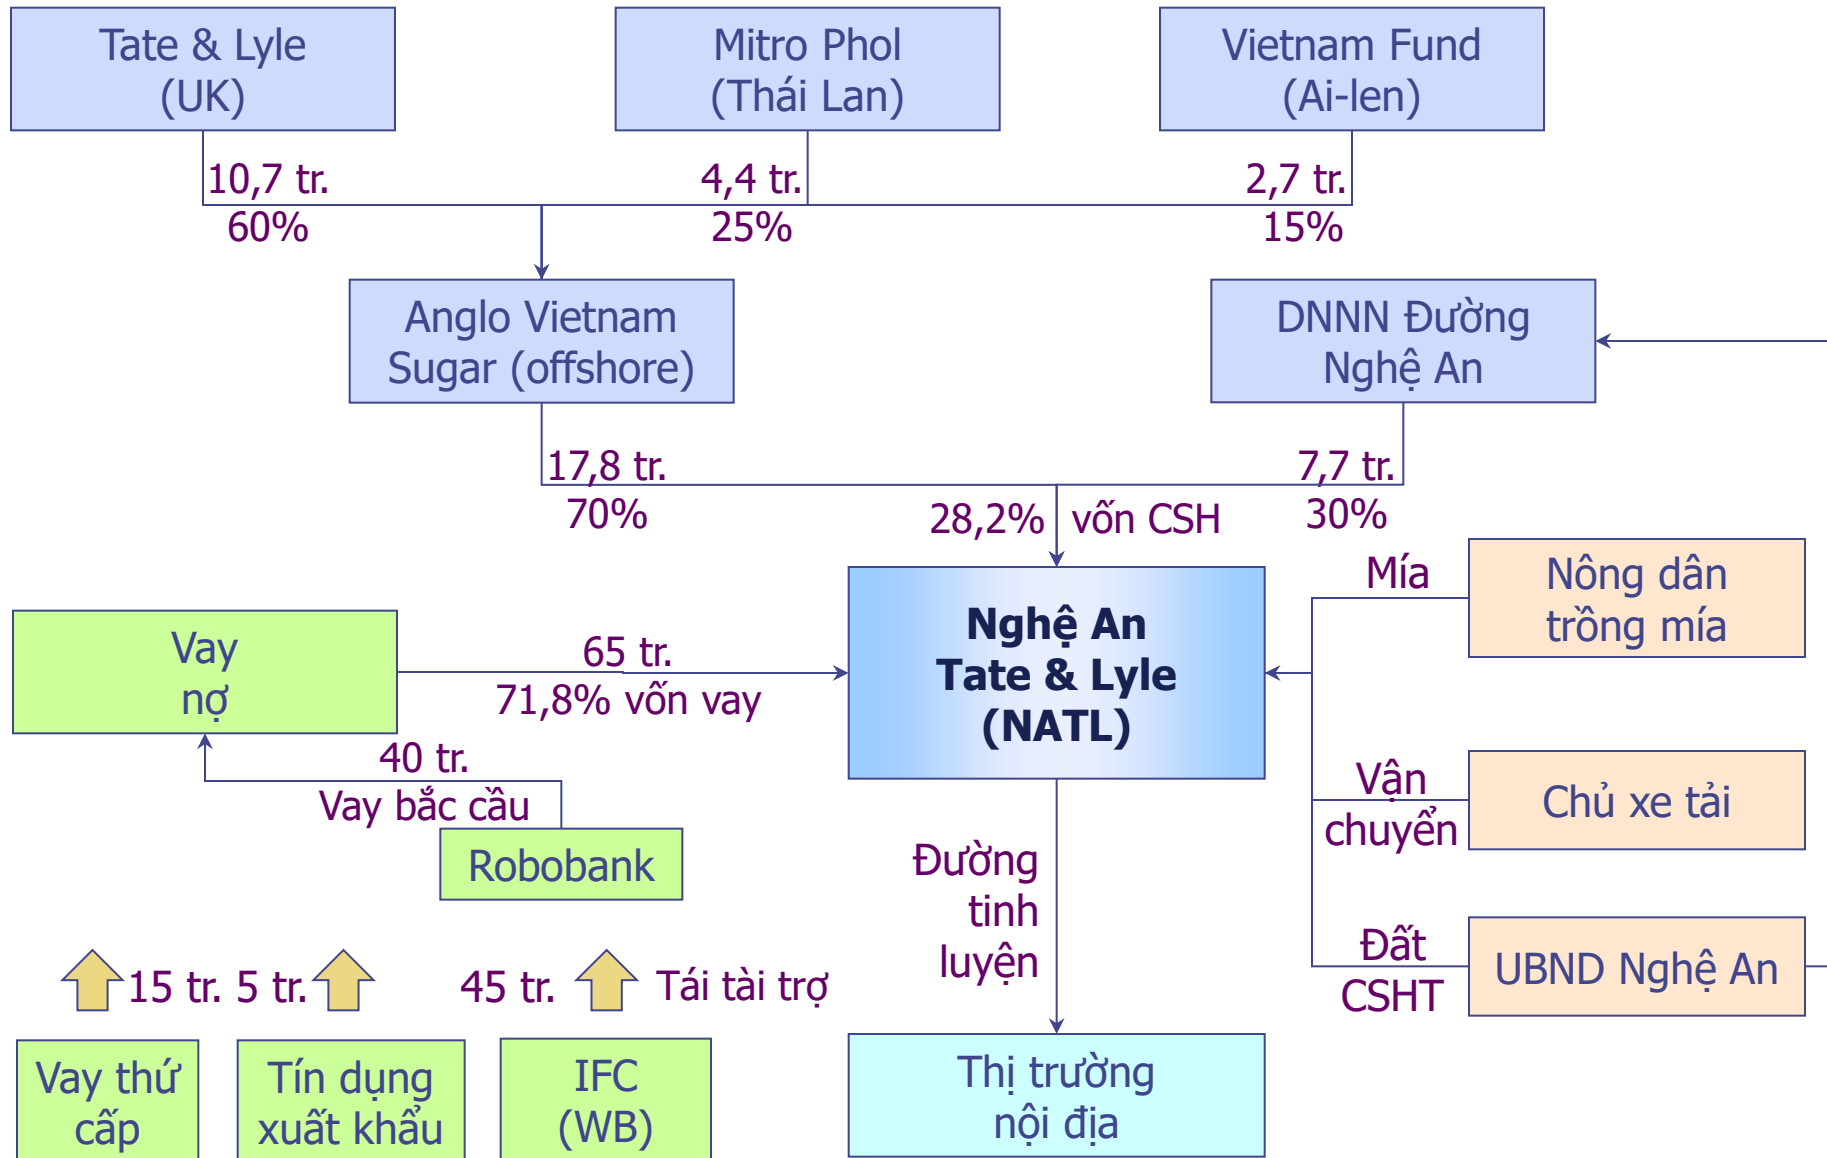 Tate & Lyle
(UK)
Mitro Phol
(Thái Lan)
Vietnam Fund
(Ai-len)
10,7 tr.
60%
4,4 tr.
25%
2,7 tr.
15%
Anglo Vietnam
Sugar (offshore)
DNNN Đường
Nghệ An
17,8 tr.
70%
28,2% vốn CSH
7,7 tr.
30%
Vay
nợ
65 tr.
71,8% vốn vay
Nghệ An
Tate & Lyle
(NATL)
Mía
Nông dân
trồng mía
40 tr.
Vay bắc cầu
Robobank
Vận
chuyển
Chủ xe tải
Đường
tinh
luyện
Đất
CSHT
UBND Nghệ An
15 tr. 5 tr.
45 tr.
Tái tài trợ
Vay thứ
cấp
Tín dụng
xuất khẩu
IFC
(WB)
Thị trường
nội địa